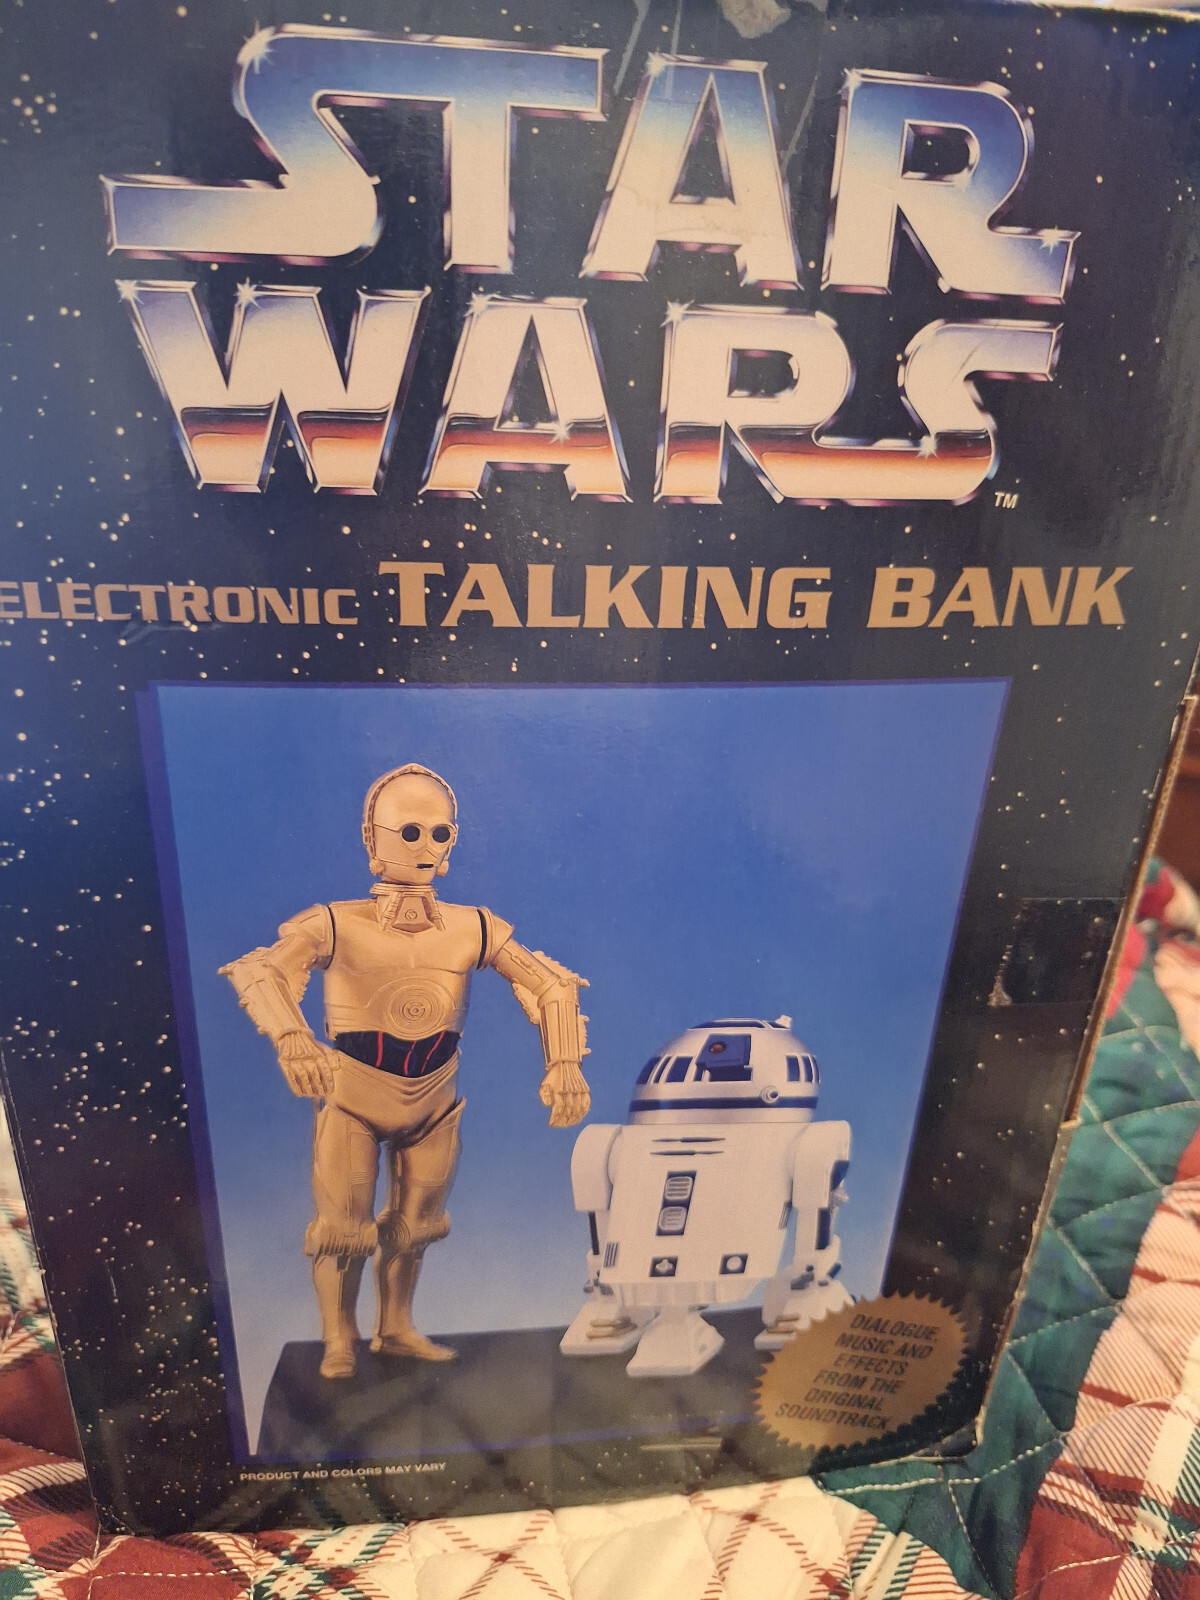 STAR
WARS
TM
ELECTRONIC TALKING BANK
DIALOGUE,
MUSIC AND
EFFECTS
FROM THE
ORIGINAL
SOUNDTRACK
PRODUCT AND COLORS MAY VARY